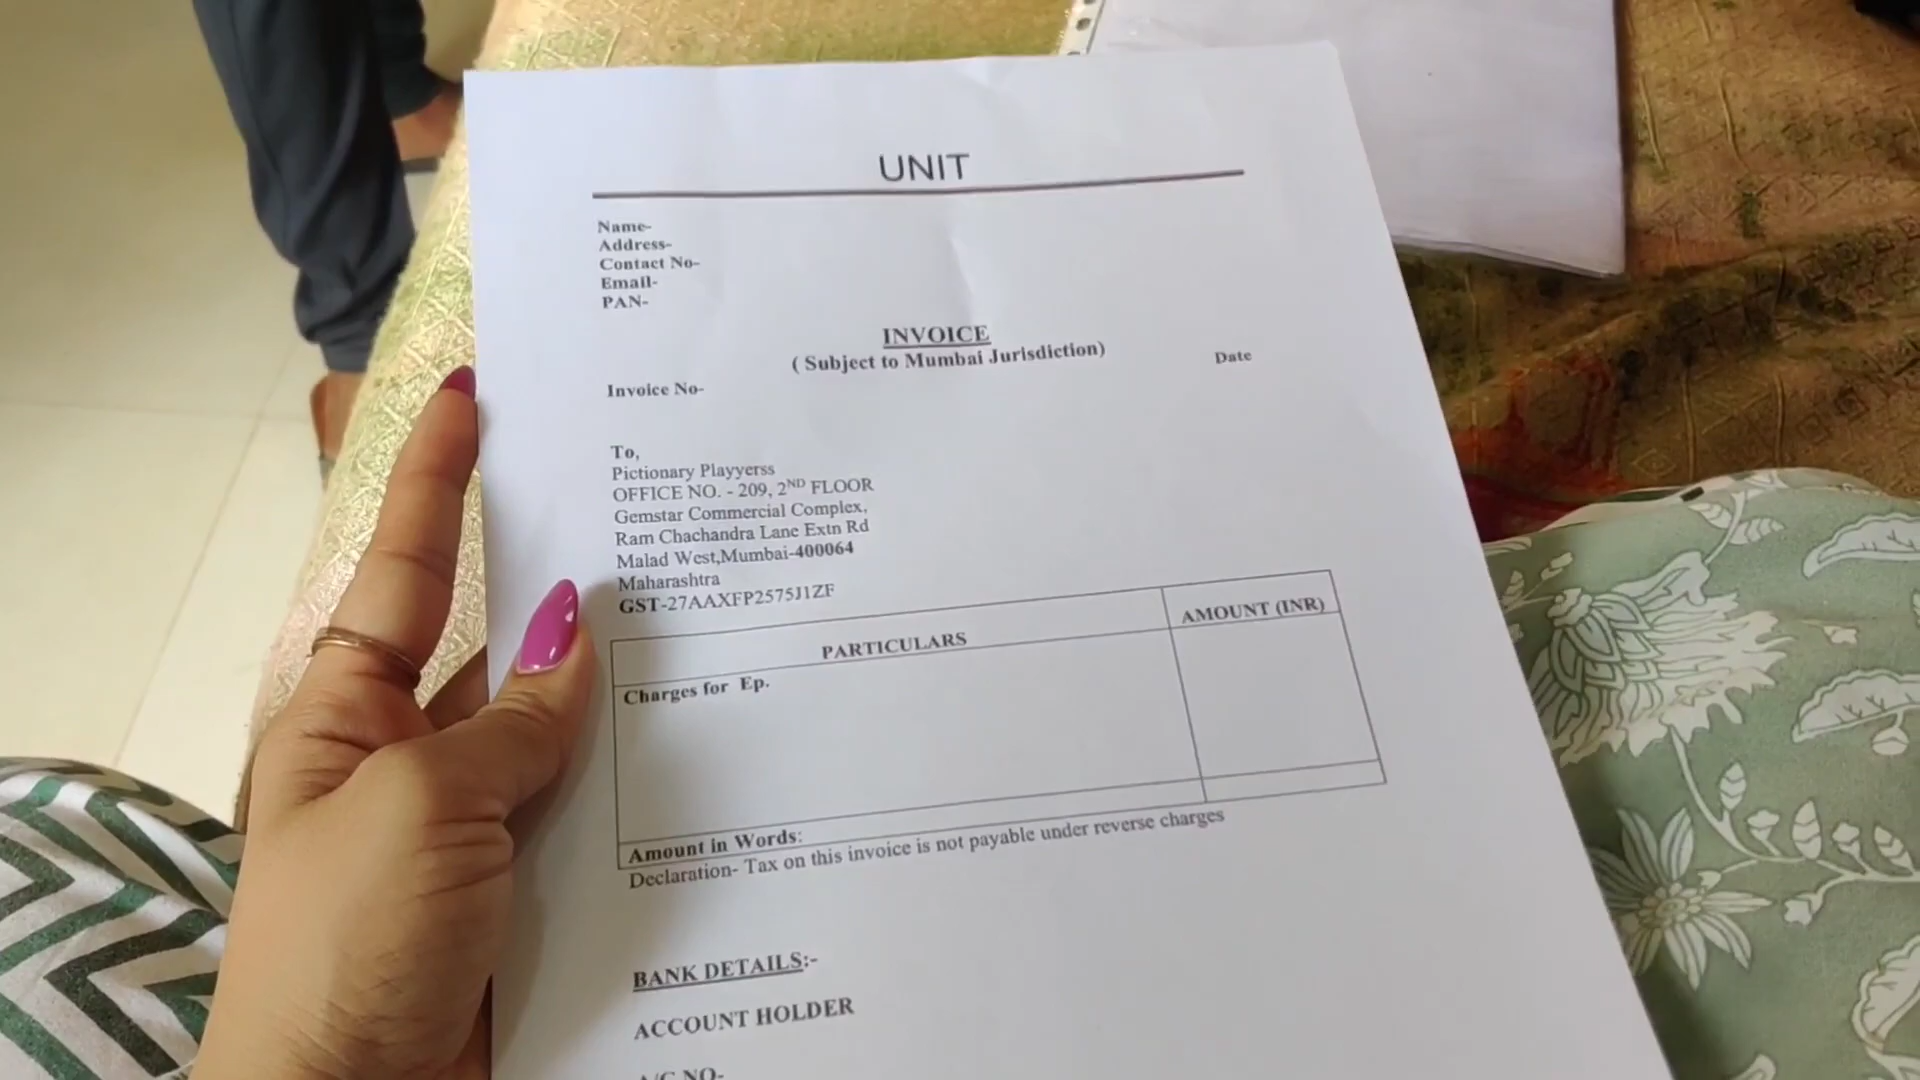 UNIT
Name-
Address-
Contact No-
Email-
PAN-
INVOICE
( Subject to Mumbai Jurisdiction)
Date
Invoice No-
To,
Pictionary Playyerss
OFFICE NO. - 209, 2ND FLOOR
Gemstar Commercial Complex,
Ram Chachandra Lane Extn Rd
Malad West,Mumbai-400064
Maharashtra
GST-27AAXFP2575J1ZF
PARTICULARS
AMOUNT (INR)
Charges for Ep.
Amount in Words:
Declaration- Tax on this invoice is not payable under reverse charges
BANK DETAILS:-
ACCOUNT HOLDER
A/C NO-